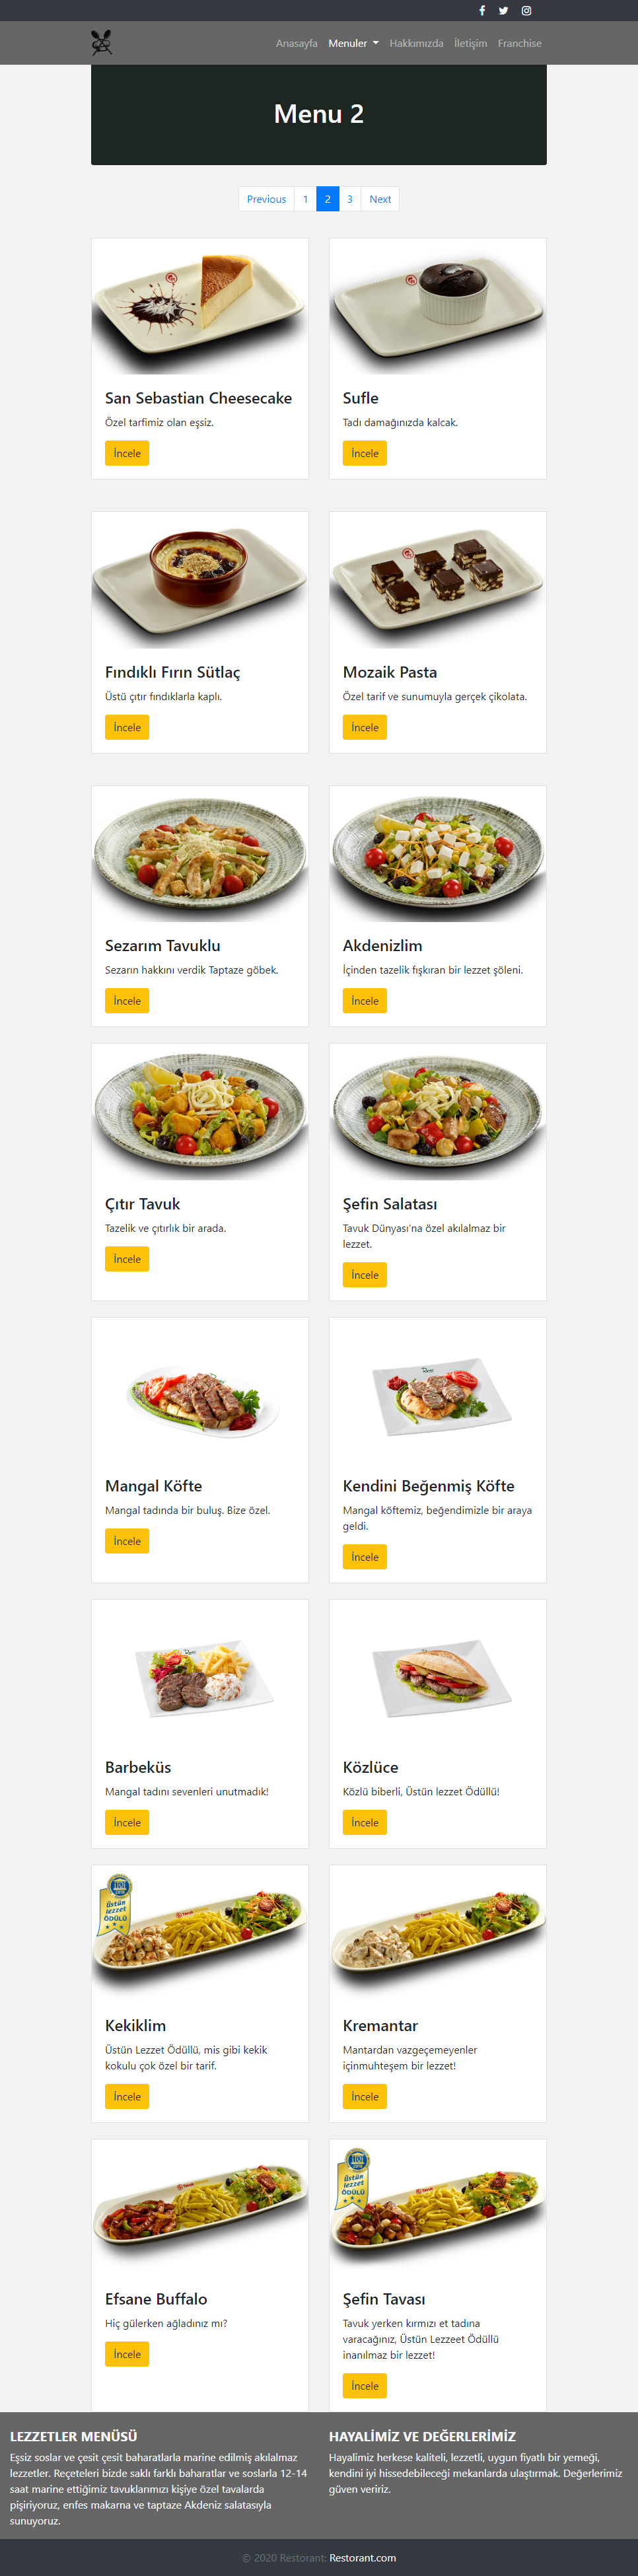 Anasayfa Menuler Hakkımızda İletişim Franchise
Menu 2
Previous 1 2 3 Next
San Sebastian Cheesecake
Özel tarfimiz olan eşsiz.
İncele
Sufle
Tadı damağınızda kalcak.
İncele
Fındıklı Fırın Sütlaç
Üstü çıtır fındıklarla kaplı.
İncele
Mozaik Pasta
Özel tarif ve sunumuyla gerçek çikolata.
İncele
Sezarım Tavuklu
Sezarın hakkını verdik Taptaze göbek.
İncele
Akdenizlim
İçinden tazelik fışkıran bir lezzet şöleni.
İncele
Çıtır Tavuk
Tazelik ve çıtırlık bir arada.
İncele
Şefin Salatası
Tavuk Dünyası'na özel akılalmaz bir
lezzet.
İncele
Mangal Köfte
Mangal tadında bir buluş. Bize özel.
İncele
Kendini Beğenmiş Köfte
Mangal köftemiz, beğendimizle bir araya
geldi.
İncele
Barbeküs
Mangal tadını sevenleri unutmadık!
İncele
Közlüce
Közlü biberli, Üstün lezzet Ödüllü!
İncele
üstün
lezzet
ÖDÜLÜ
Kekiklim
Üstün Lezzet Ödüllü, mis gibi kekik
kokulu çok özel bir tarif.
İncele
Kremantar
Mantardan vazgeçemeyenler
içinmuhteşem bir lezzet!
İncele
Efsane Buffalo
Hiç gülerken ağladınız mı?
İncele
üstün
lezzet
ÖDÜLÜ
Şefin Tavası
Tavuk yerken kırmızı et tadına
varacağınız, Üstün Lezzeet Ödüllü
inanılmaz bir lezzet!
İncele
LEZZETLER MENÜSÜ
Eşsiz soslar ve çesit çesit baharatlarla marine edilmiş akılalmaz
lezzetler. Reçeteleri bizde saklı farklı baharatlar ve soslarla 12-14
saat marine ettiğimiz tavuklarımızı kişiye özel tavalarda
pişiriyoruz, enfes makarna ve taptaze Akdeniz salatasıyla
sunuyoruz.
HAYALİMİZ VE DEĞERLERİMİZ
Hayalimiz herkese kaliteli, lezzetli, uygun fiyatlı bir yemeği,
kendini iyi hissedebileceği mekanlarda ulaştırmak. Değerlerimiz
güven veririz.
© 2020 Restorant: Restorant.com